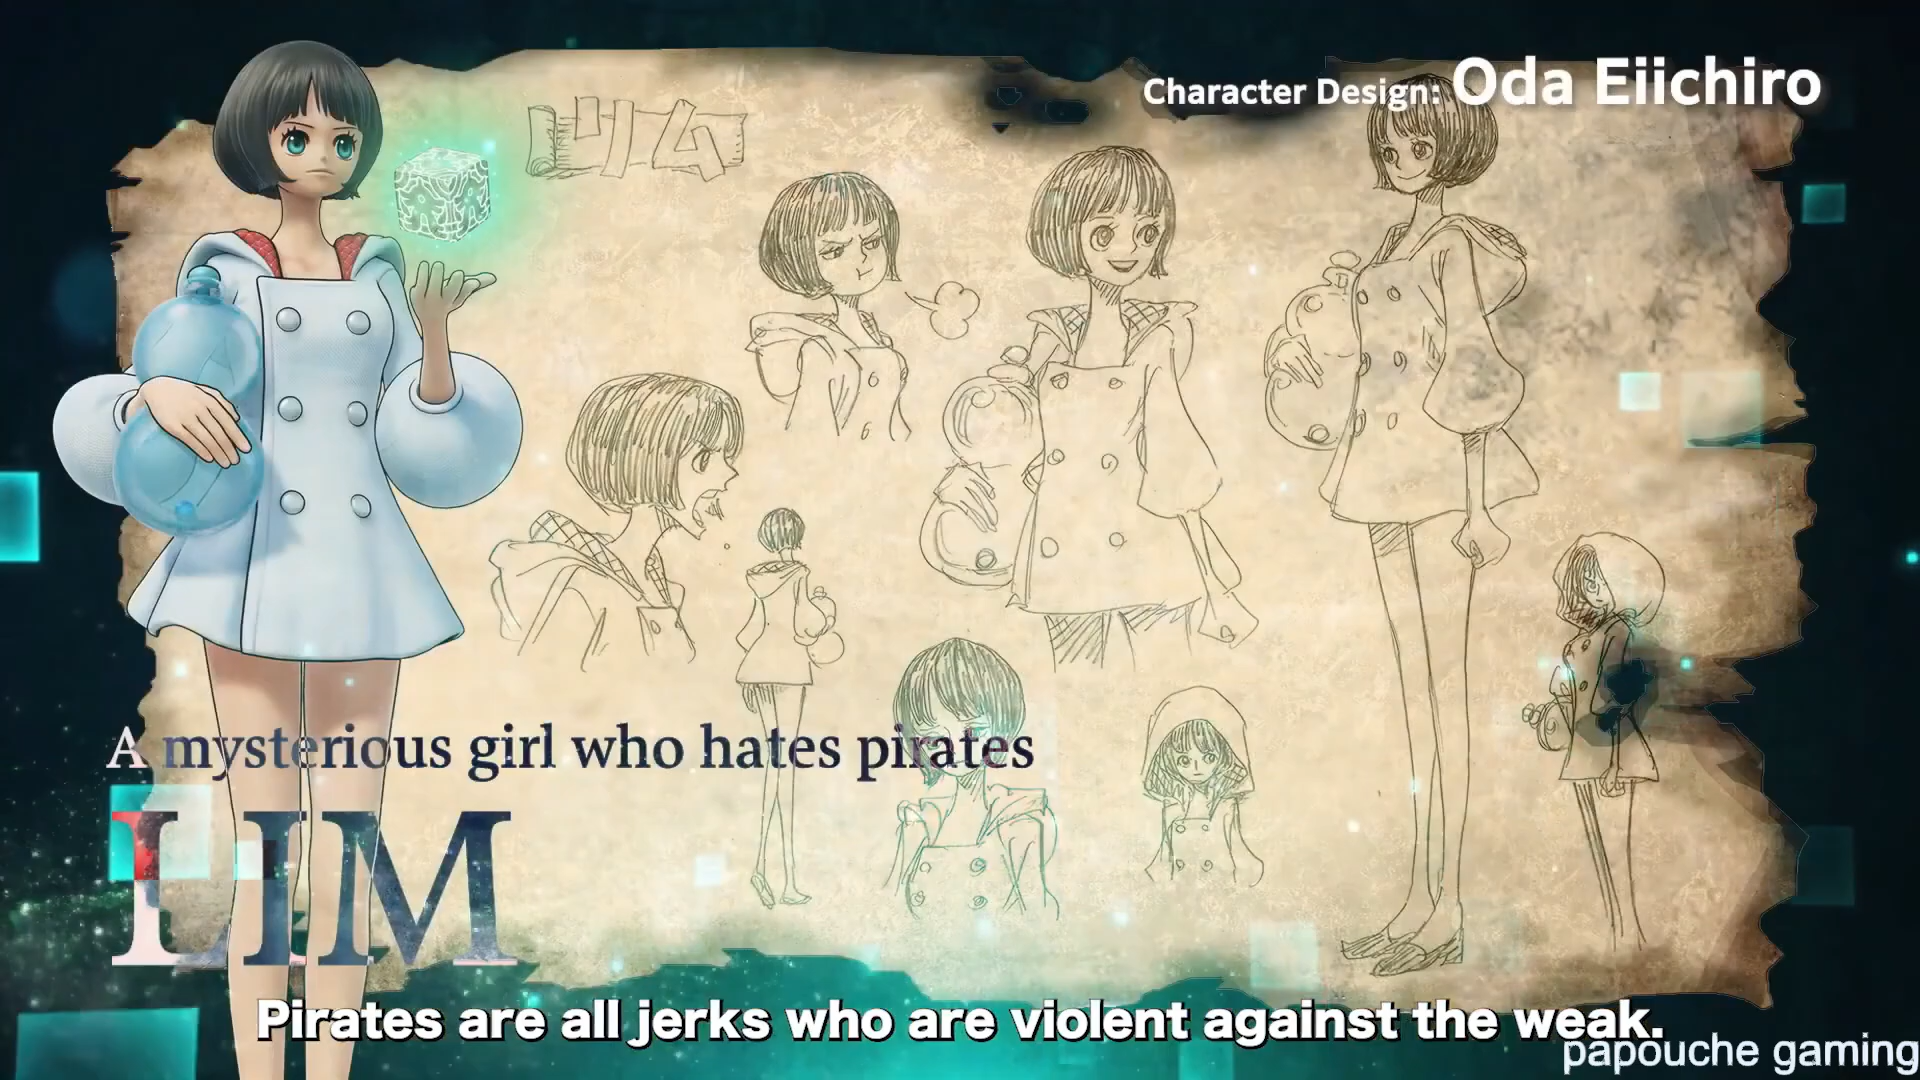 Character Design: Oda Eiichiro
リム
A mysterious girl who hates pirates
LIM
Pirates are all jerks who are violent against the weak.
papouche gaming